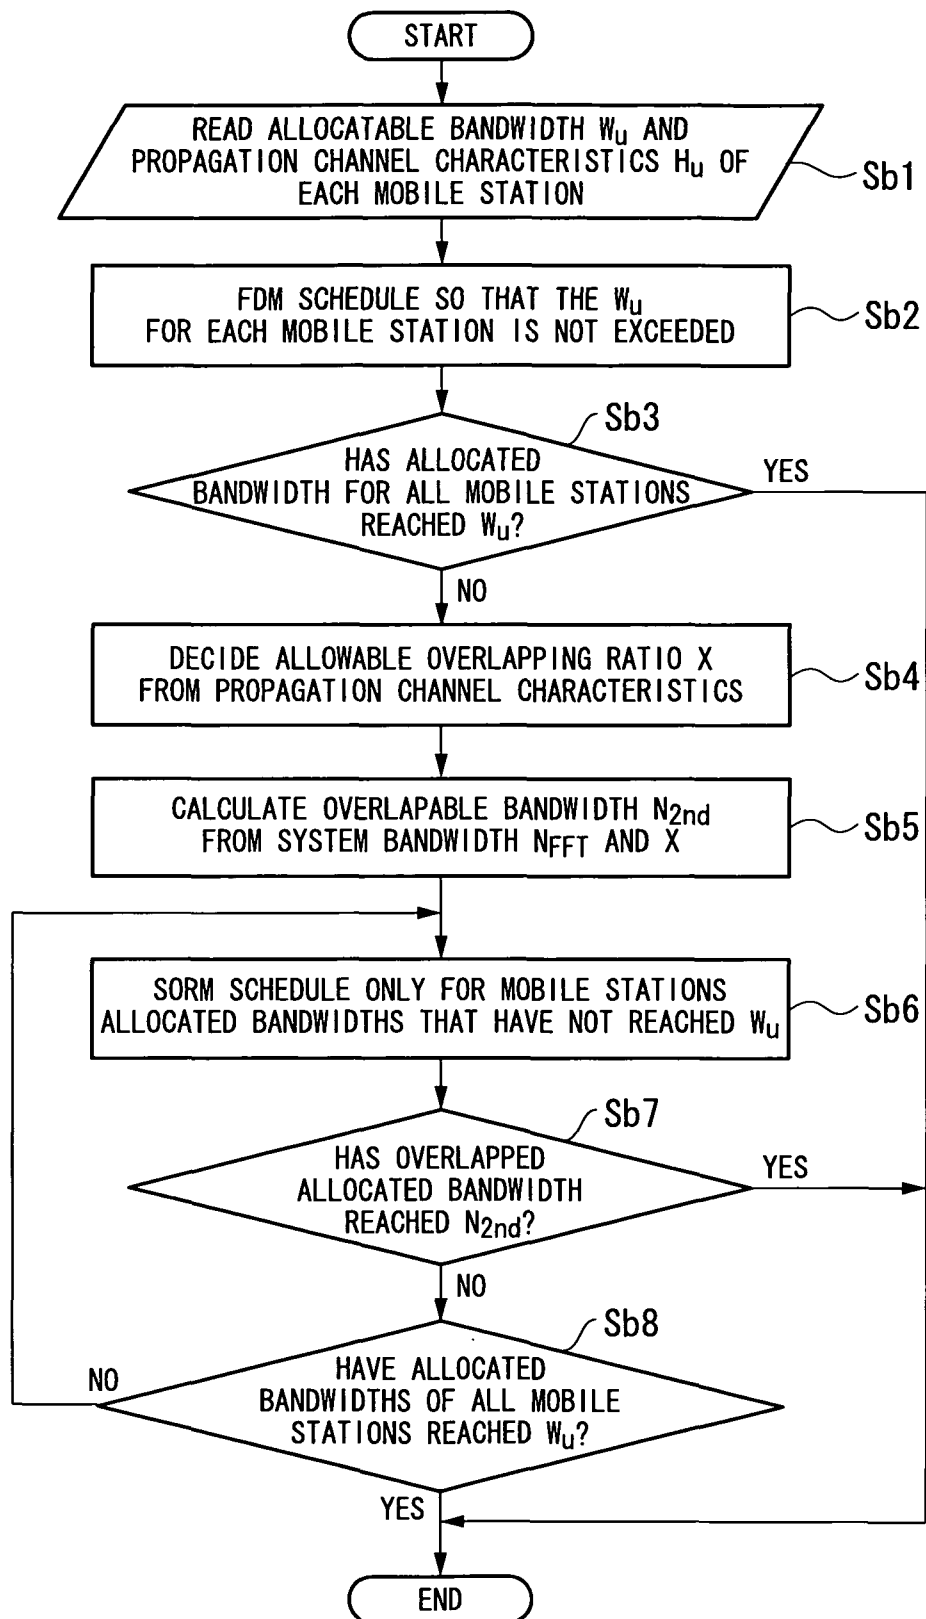 START
READ ALLOCATABLE BANDWIDTH Wu AND
PROPAGATION CHANNEL CHARACTERISTICS Hu OF
EACH MOBILE STATION
Sb1
FDM SCHEDULE SO THAT THE Wu
FOR EACH MOBILE STATION IS NOT EXCEEDED
Sb2
Sb3
HAS ALLOCATED
BANDWIDTH FOR ALL MOBILE STATIONS
REACHED Wu?
YES
NO
DECIDE ALLOWABLE OVERLAPPING RATIO X
FROM PROPAGATION CHANNEL CHARACTERISTICS
Sb4
CALCULATE OVERLAPABLE BANDWIDTH N2nd
FROM SYSTEM BANDWIDTH NFFT AND X
Sb5
SORM SCHEDULE ONLY FOR MOBILE STATIONS
ALLOCATED BANDWIDTHS THAT HAVE NOT REACHED Wu
Sb6
Sb7
HAS OVERLAPPED
ALLOCATED BANDWIDTH
REACHED N2nd?
YES
NO
Sb8
HAVE ALLOCATED
BANDWIDTHS OF ALL MOBILE
STATIONS REACHED Wu?
NO
YES
END